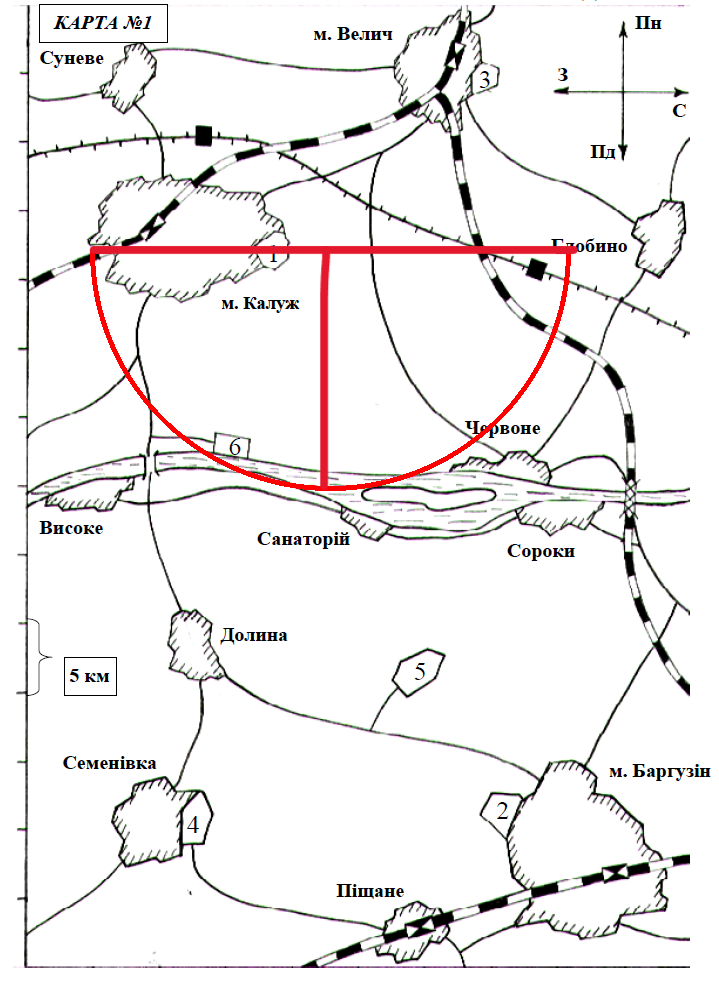 КАРТА №1
м. Велич
Пн
Суневе
З
3
С
Пд
Глобино
1
м. Калуж
Червоне
6
Високе
Санаторій
Сороки
Долина
5
5 км
Семенівка
м. Баргузін
2
4
Піщане